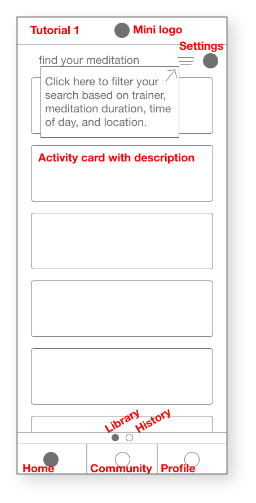 Tutorial 1
Mini logo
Settings
find your meditation
Click here to filter your
search based on trainer,
meditation duration, time
of day, and location.
Activity card with description
Library
History
Home
Community
Profile